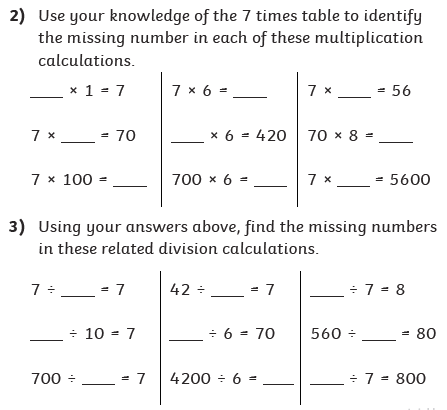 2) Use your knowledge of the 7 times table to identify
the missing number in each of these multiplication
calculations.
____ × 1 = 7
7 × ____ = 70
7 × 100 = ____
7 × 6 = ____
____ × 6 = 420
700 × 6 = ____
7 × ____ = 56
70 × 8 = ____
7 × ____ = 5600
3) Using your answers above, find the missing numbers
in these related division calculations.
7 ÷ ____ = 7
____ ÷ 10 = 7
700 ÷ ____ = 7
42 ÷ ____ = 7
____ ÷ 6 = 70
4200 ÷ 6 = ____
____ ÷ 7 = 8
560 ÷ ____ = 80
____ ÷ 7 = 800